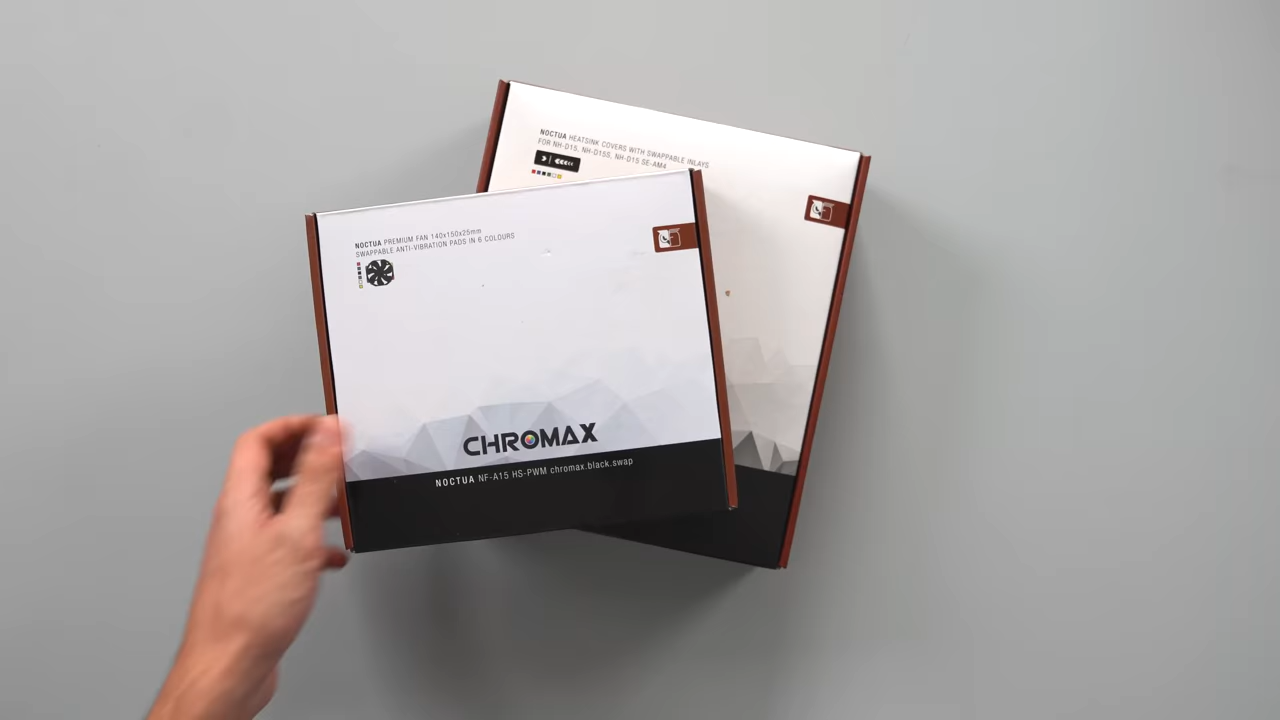 NOCTUA HEATSINK COVERS WITH SWAPPABLE INLAYS
FOR NH-D15, NH-D15S, NH-D15 SE-AM4
NOCTUA PREMIUM FAN 140x150x25mm
SWAPPABLE ANTI-VIBRATION PADS IN 6 COLOURS
CHROMAX
NOCTUA NF-A15 HS-PWM chromax.black.swap